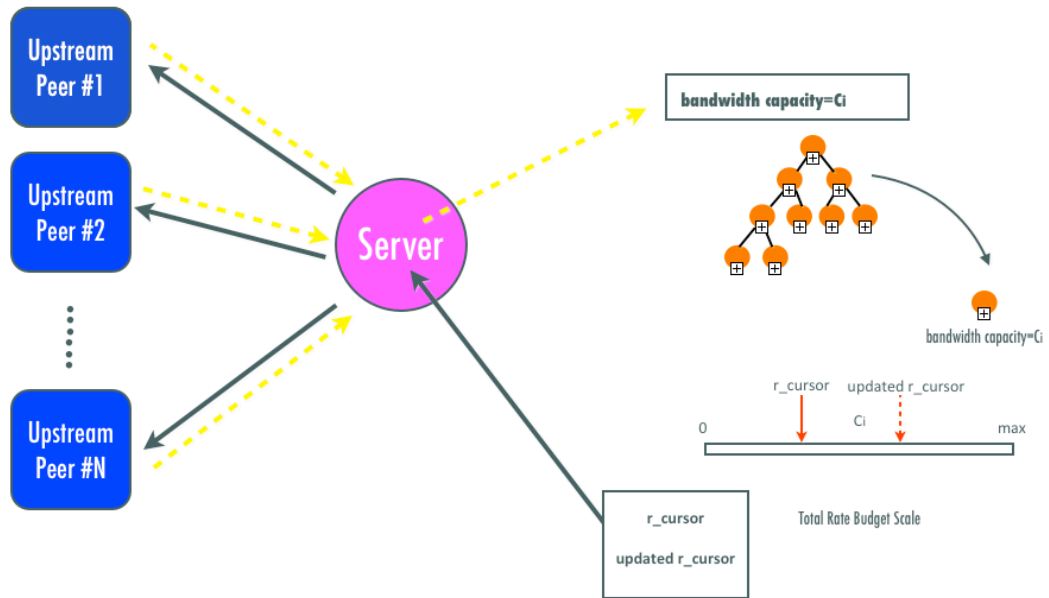 Upstream
Peer #1
bandwidth capacity=Ci
Upstream
Peer #2
Server
bandwidth capacity=Ci
Upstream
Peer #N
r_cursor
updated r_cursor
0
Ci
max
r_cursor
updated r_cursor
Total Rate Budget Scale